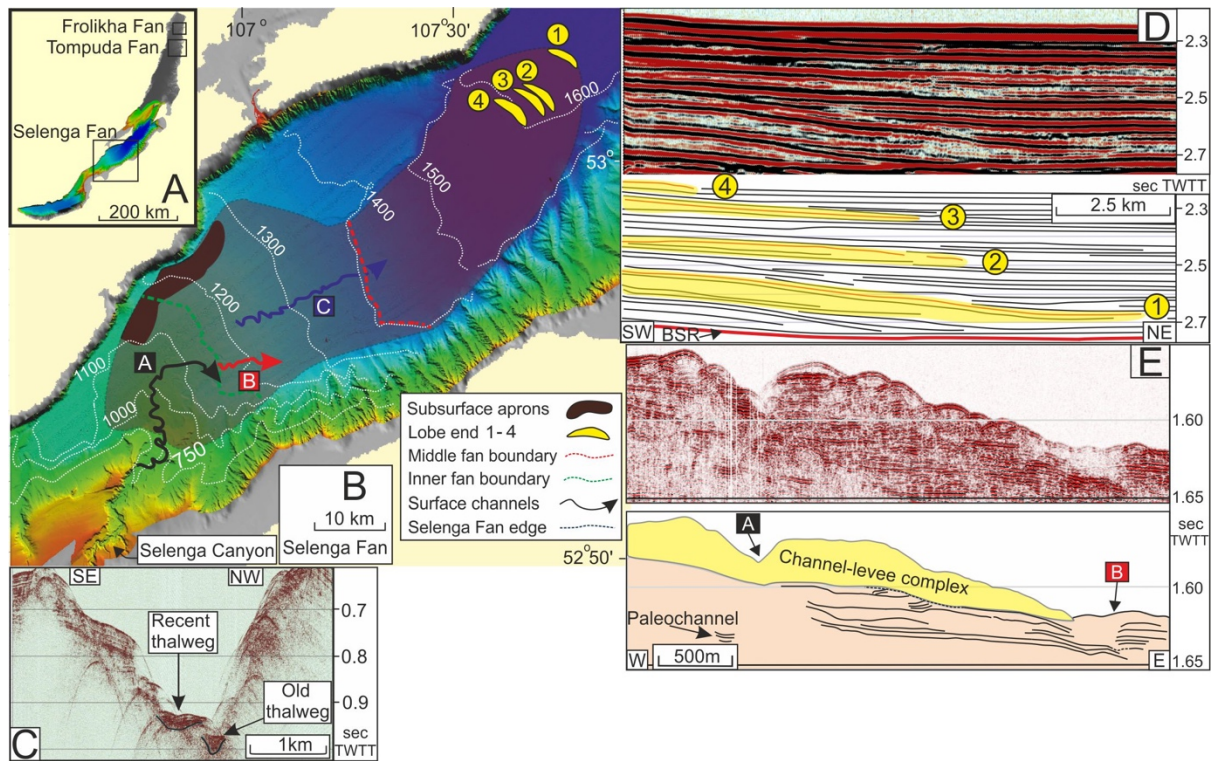 Frolikha Fan
Tompuda Fan
Selenga Fan
A
200 km
107°
107°30'
53°
52°50'
1
2
3
4
1600
1500
1400
1300
1200
1100
1000
750
A
B
C
Selenga Canyon
B
10 km
Selenga Fan
Subsurface aprons
Lobe end 1 - 4
Middle fan boundary
Inner fan boundary
Surface channels
Selenga Fan edge
SE
NW
Recent
thalweg
Old
thalweg
0.7
0.8
0.9
sec
TWTT
C
1km
D
2.3
2.5
2.7
sec TWTT
4
2.5 km
2.3
3
2
2.5
1
2.7
SW
BSR
NE
E
1.60
1.65
sec
TWTT
A
Channel-levee complex
B
1.60
Paleochannel
W
500m
E
1.65